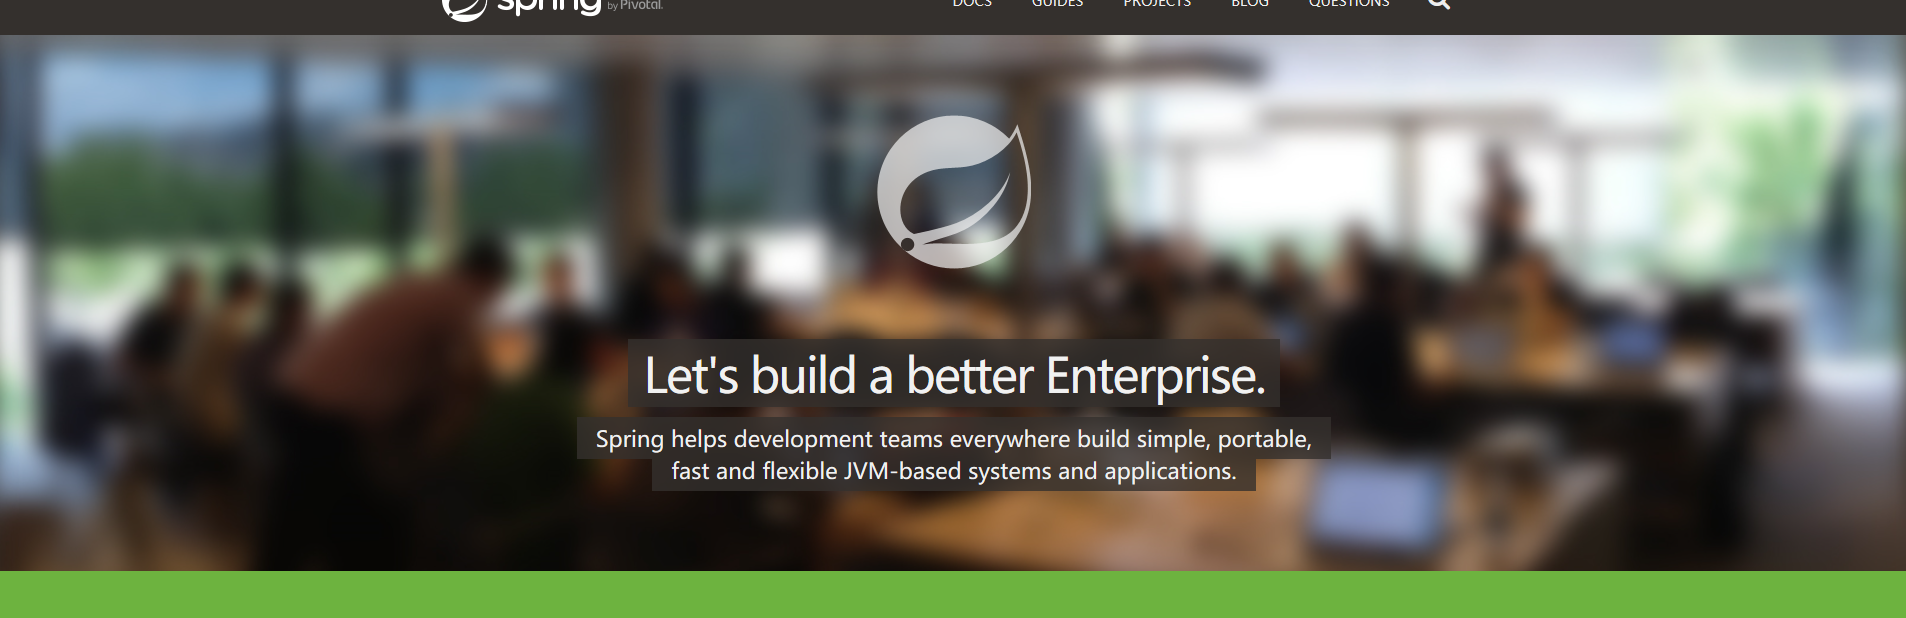 spring by Pivotal.
DOCS GUIDES PROJECTS BLOG QUESTIONS
Let's build a better Enterprise.
Spring helps development teams everywhere build simple, portable,
fast and flexible JVM-based systems and applications.